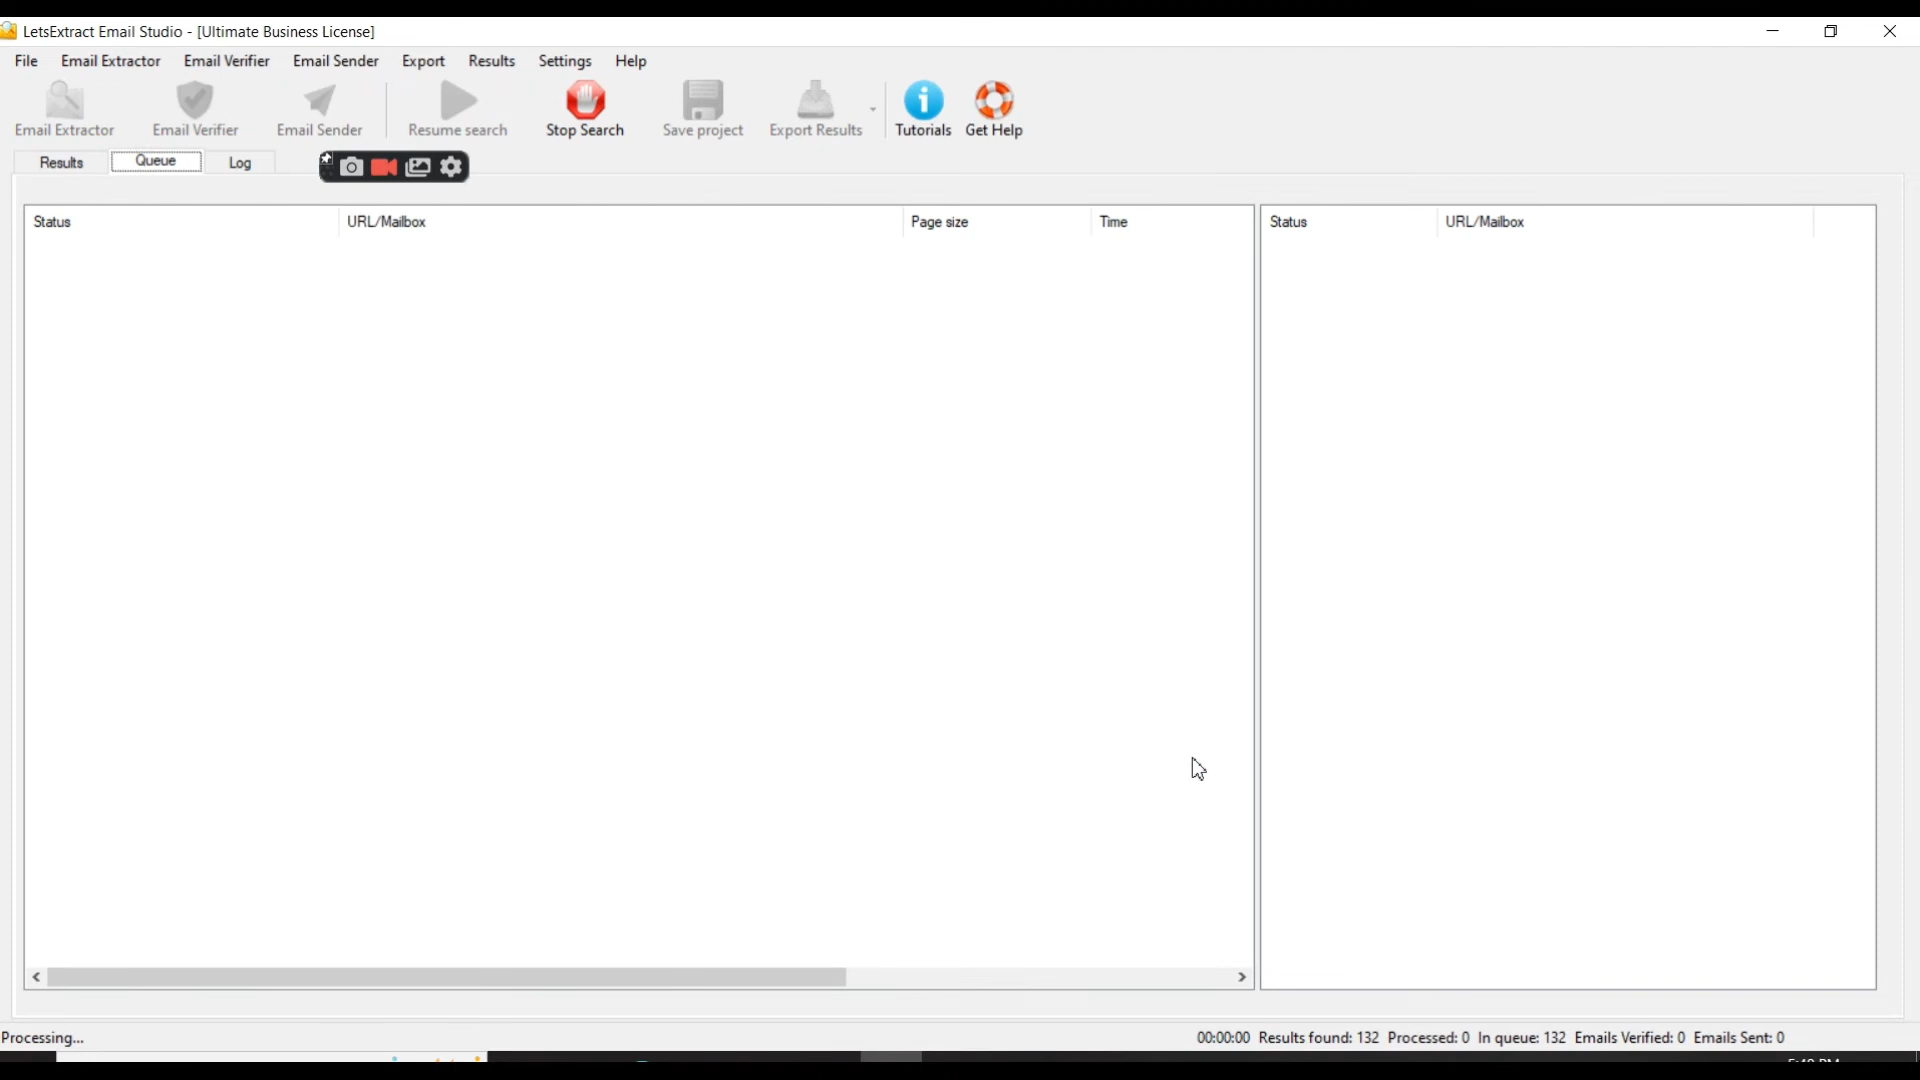 LetsExtract Email Studio - [Ultimate Business License]
File Email Extractor Email Verifier Email Sender Export Results Settings Help
Email Extractor Email Verifier Email Sender Resume search Stop Search Save project Export Results Tutorials Get Help
Results Queue Log
Status URL/Mailbox Page size Time Status URL/Mailbox
Processing... 00:00:00 Results found: 132 Processed: 0 In queue: 132 Emails Verified: 0 Emails Sent: 0